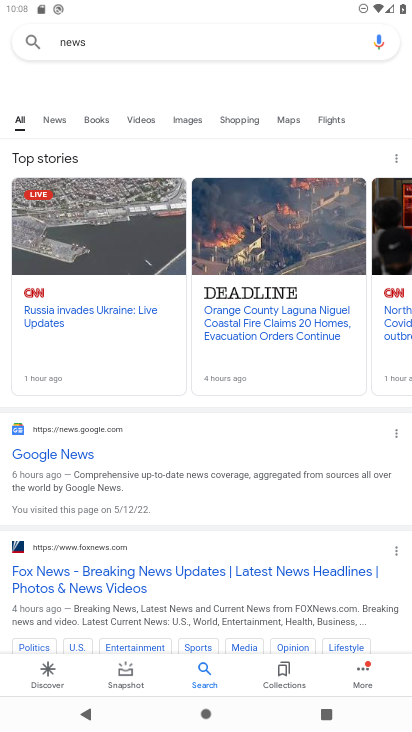 10:08
news
All News Books Videos Images Shopping Maps Flights
Top stories
LIVE
CNN
Russia invades Ukraine: Live
Updates
1 hour ago
DEADLINE
Orange County Laguna Niguel
Coastal Fire Claims 20 Homes,
Evacuation Orders Continue
4 hours ago
CNN
North
Covid
outbre
1 hour a
https://news.google.com
Google News
6 hours ago — Comprehensive up-to-date news coverage, aggregated from sources all over
the world by Google News.
You visited this page on 5/12/22.
https://www.foxnews.com
Fox News - Breaking News Updates | Latest News Headlines |
Photos & News Videos
4 hours ago — Breaking News, Latest News and Current News from FOXNews.com. Breaking
news and video. Latest Current News: U.S., World, Entertainment, Health, Business, ...
Politics U.S. Entertainment Sports Media Opinion Lifestyle
Discover Snapshot Search Collections More